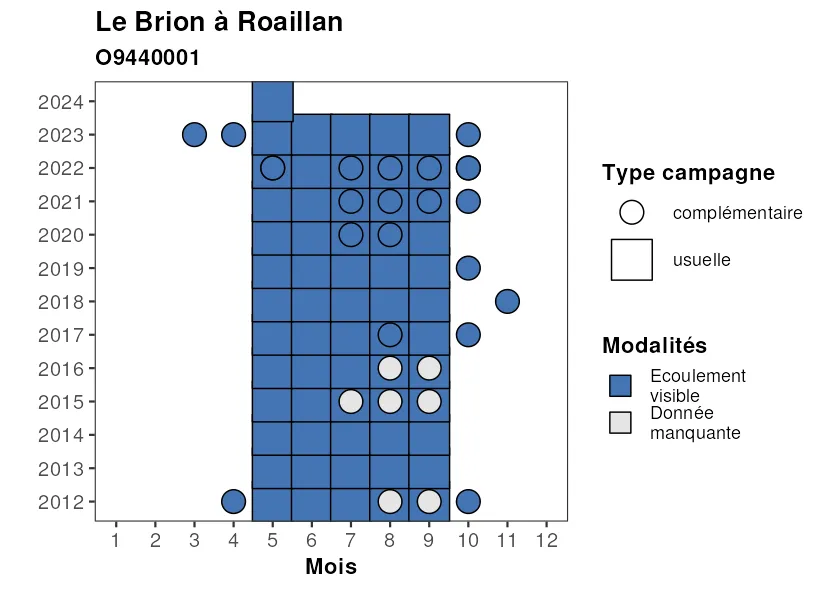 Le Brion à Roaillan
O9440001
2024
2023
2022
2021
2020
2019
2018
2017
2016
2015
2014
2013
2012
1 2 3 4 5 6 7 8 9 10 11 12
Mois
Type campagne
complémentaire
usuelle
Modalités
Ecoulement
visible
Donnée
manquante